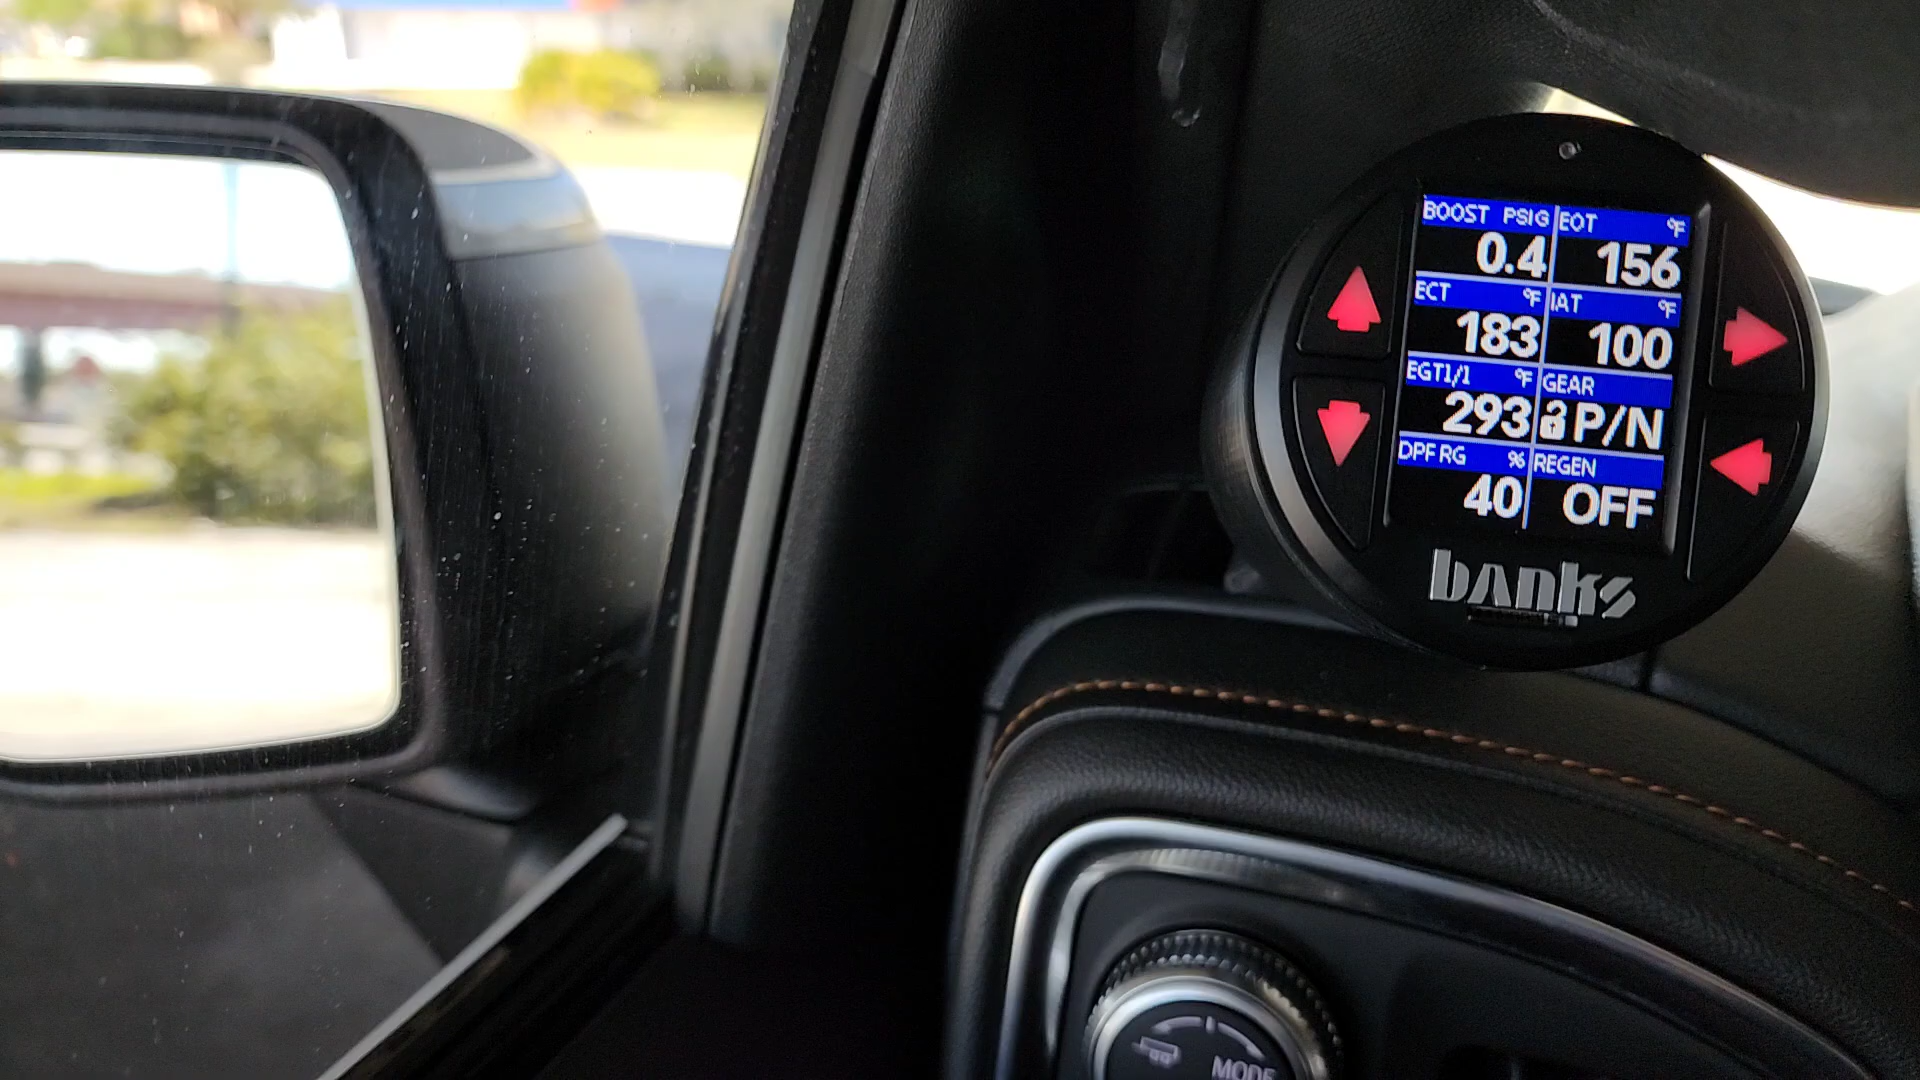 BOOST PSIG EOT °F
0.4 156
ECT °F IAT °F
183 100
EGT1/1 °F GEAR
293 P/N
DPF RG % REGEN
40 OFF
banks
MODE